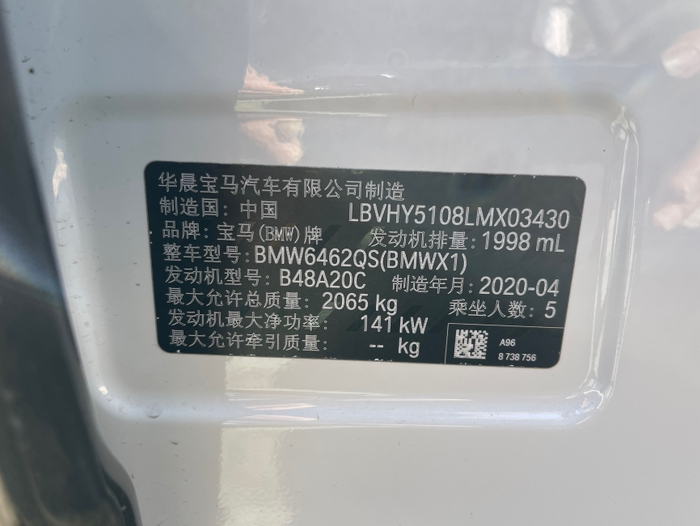 华晨宝马汽车有限公司制造
制造国：中国 LBVHY5108LMX03430
品牌：宝马(BMW)牌 发动机排量：1998 mL
整车型号：BMW6462QS(BMWX1)
发动机型号：B48A20C 制造年月：2020-04
最大允许总质量：2065 kg 乘坐人数：5
发动机最大净功率： 141 kW
最大允许牵引质量： -- kg
A96
8 738 756